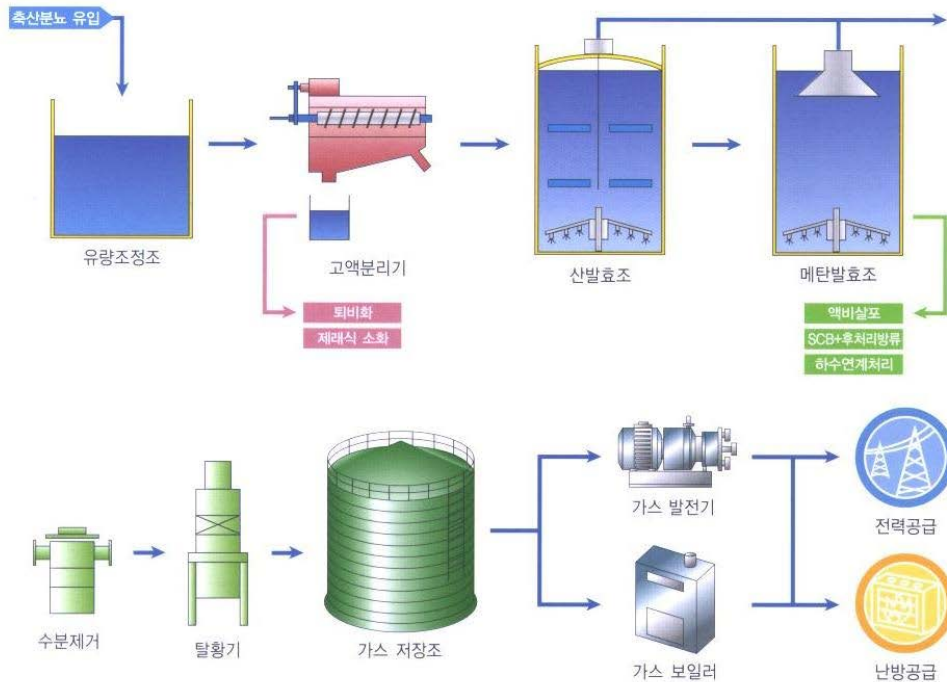 축산분뇨 유입
유량조정조
고액분리기
산발효조
메탄발효조
퇴비화
제래식 소화
액비살포
SCB+후처리방류
하수연계처리
수분제거
탈황기
가스 저장조
가스 발전기
가스 보일러
전력공급
난방공급